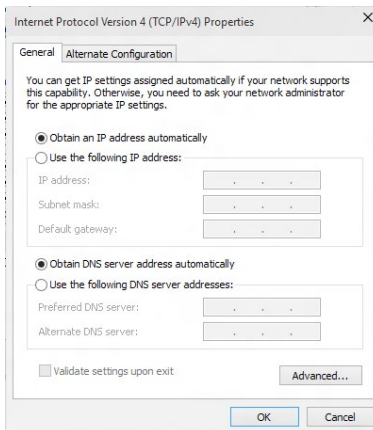 Internet Protocol Version 4 (TCP/IPv4) Properties
General
Alternate Configuration
You can get IP settings assigned automatically if your network supports
this capability. Otherwise, you need to ask your network administrator
for the appropriate IP settings.
Obtain an IP address automatically
Use the following IP address:
IP address:
Subnet mask:
Default gateway:
Obtain DNS server address automatically
Use the following DNS server addresses:
Preferred DNS server:
Alternate DNS server:
Validate settings upon exit
Advanced...
OK
Cancel